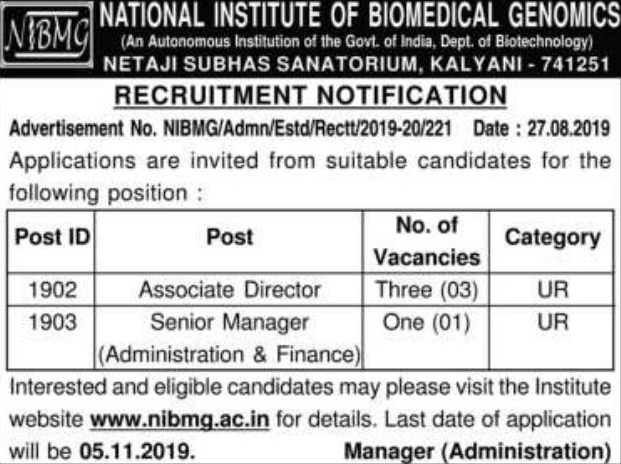 NIBMG
NATIONAL INSTITUTE OF BIOMEDICAL GENOMICS
(An Autonomous Institution of the Govt. of India, Dept. of Biotechnology)
NETAJI SUBHAS SANATORIUM, KALYANI - 741251
RECRUITMENT NOTIFICATION
Advertisement No. NIBMG/Admn/Estd/Rectt/2019-20/221 Date : 27.08.2019
Applications are invited from suitable candidates for the
following position :
Post ID Post No. of Vacancies Category
1902 Associate Director Three (03) UR
1903 Senior Manager (Administration & Finance) One (01) UR
Interested and eligible candidates may please visit the Institute
website www.nibmg.ac.in for details. Last date of application
will be 05.11.2019. Manager (Administration)